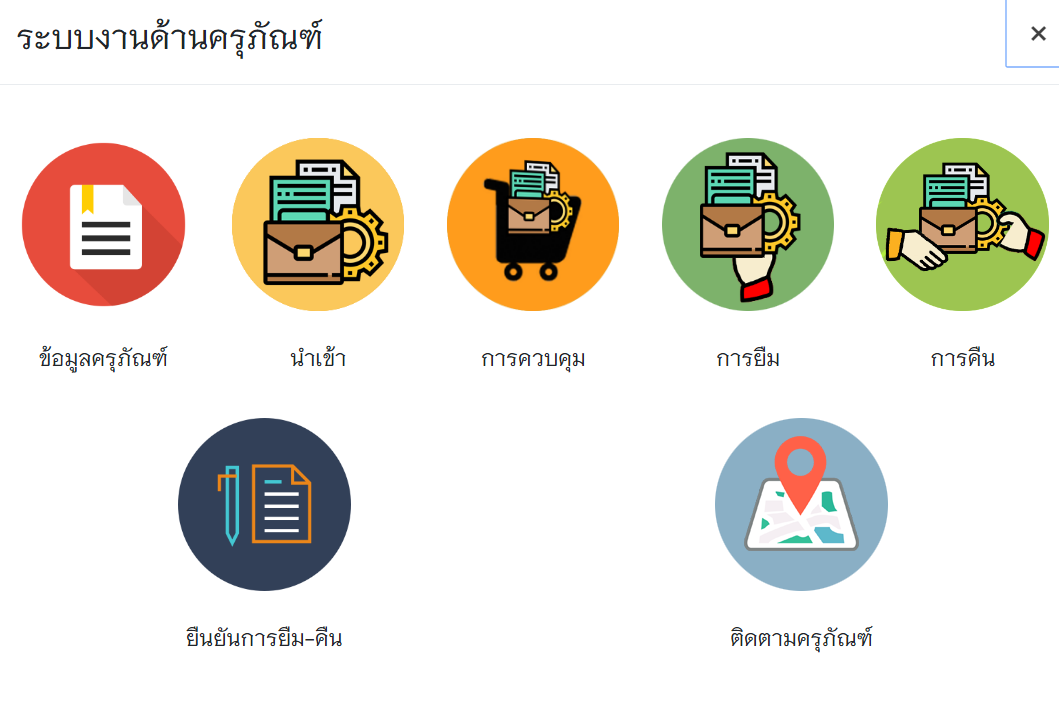 ระบบงานด้านครุภัณฑ์
×
ข้อมูลครุภัณฑ์
นำเข้า
การควบคุม
การยืม
การคืน
ยืนยันการยืม-คืน
ติดตามครุภัณฑ์